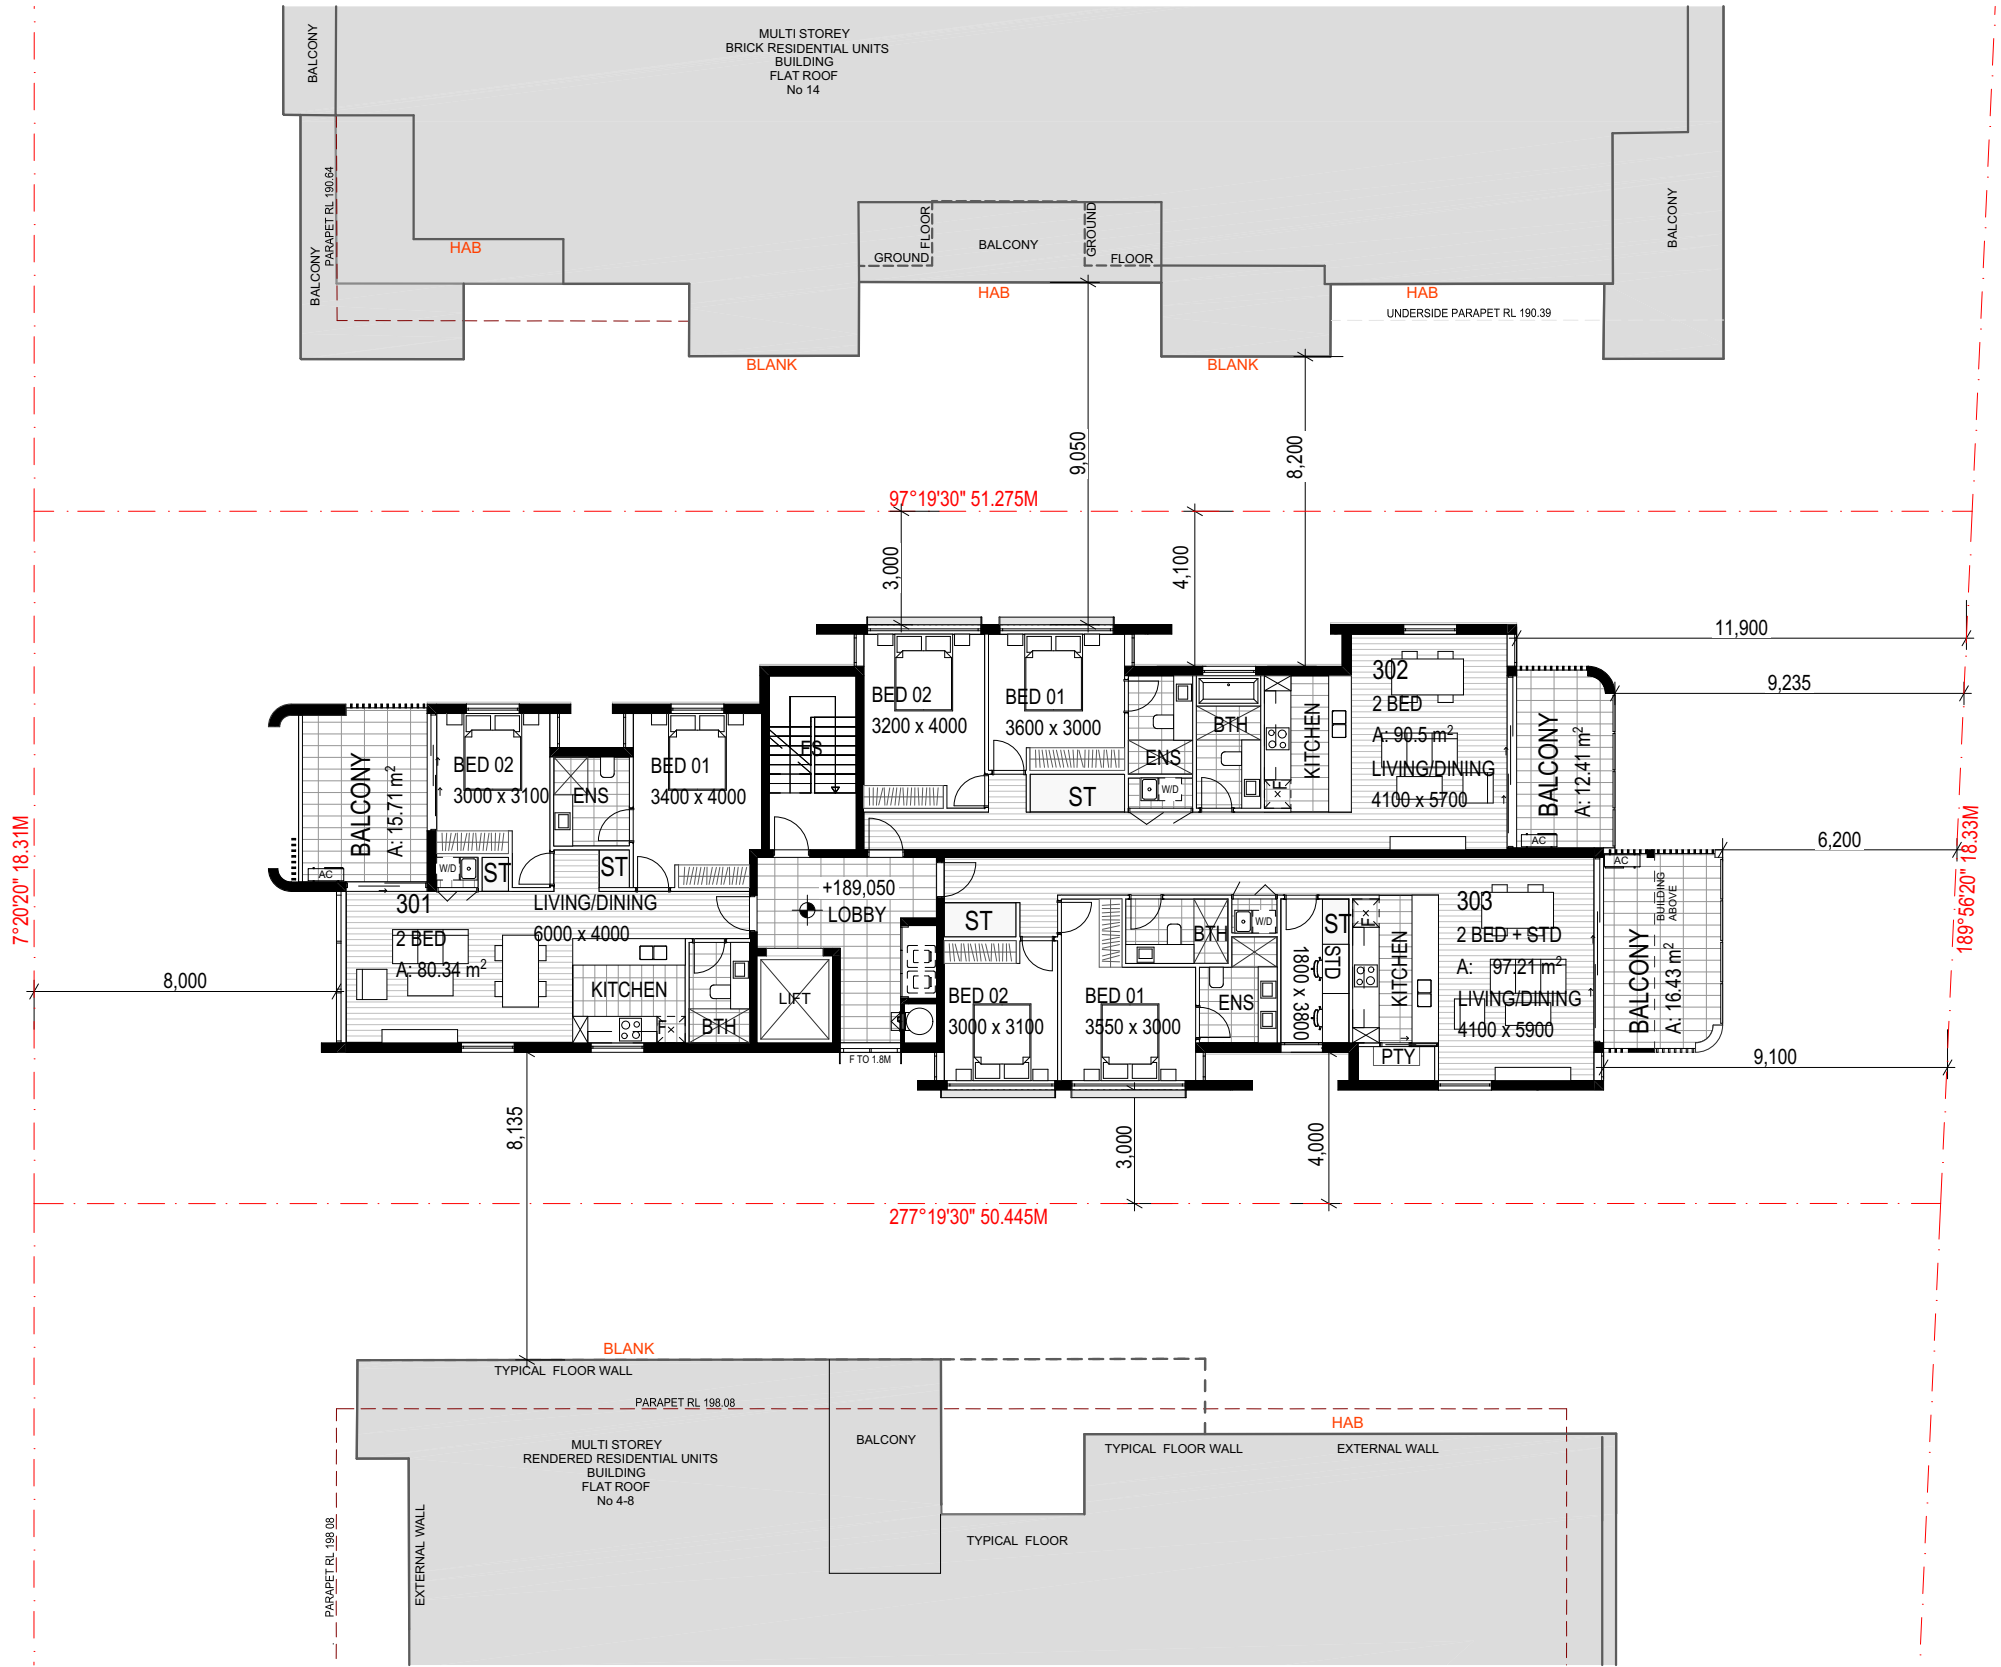 MULTI STOREY
BRICK RESIDENTIAL UNITS
BUILDING
FLAT ROOF
No 14
BALCONY
BALCONY
PARAPET RL 190.64
HAB
GROUND
FLOOR
BALCONY
GROUND
FLOOR
HAB
BALCONY
HAB
UNDERSIDE PARAPET RL 190.39
BLANK
BLANK
9,050
8,200
97°19'30" 51.275M
3,000
4,100
11,900
9,235
6,200
9,100
7°20'20" 18.31M
189°56'20" 18.33M
8,000
BALCONY
A: 15.71 m²
AC
BED 02
3000 x 3100
ENS
BED 01
3400 x 4000
W/D
ST
ST
301
2 BED
A: 80.34 m²
LIVING/DINING
6000 x 4000
KITCHEN
F
BTH
FS
+189,050
LOBBY
LIFT
F TO 1.8M
BED 02
3200 x 4000
BED 01
3600 x 3000
ST
ENS
W/D
BTH
KITCHEN
F
302
2 BED
A: 90.5 m²
LIVING/DINING
4100 x 5700
BALCONY
A: 12.41 m²
AC
ST
BED 02
3000 x 3100
BED 01
3550 x 3000
BTH
W/D
ENS
ST
STD
1800 x 3800
F
KITCHEN
PTY
303
2 BED + STD
A: 97.21 m²
LIVING/DINING
4100 x 5900
AC
BUILDING
ABOVE
BALCONY
A: 16.43 m²
8,135
3,000
4,000
277°19'30" 50.445M
BLANK
TYPICAL FLOOR WALL
PARAPET RL 198.08
MULTI STOREY
RENDERED RESIDENTIAL UNITS
BUILDING
FLAT ROOF
No 4-8
BALCONY
HAB
TYPICAL FLOOR WALL
EXTERNAL WALL
TYPICAL FLOOR
EXTERNAL WALL
PARAPET RL 198.08